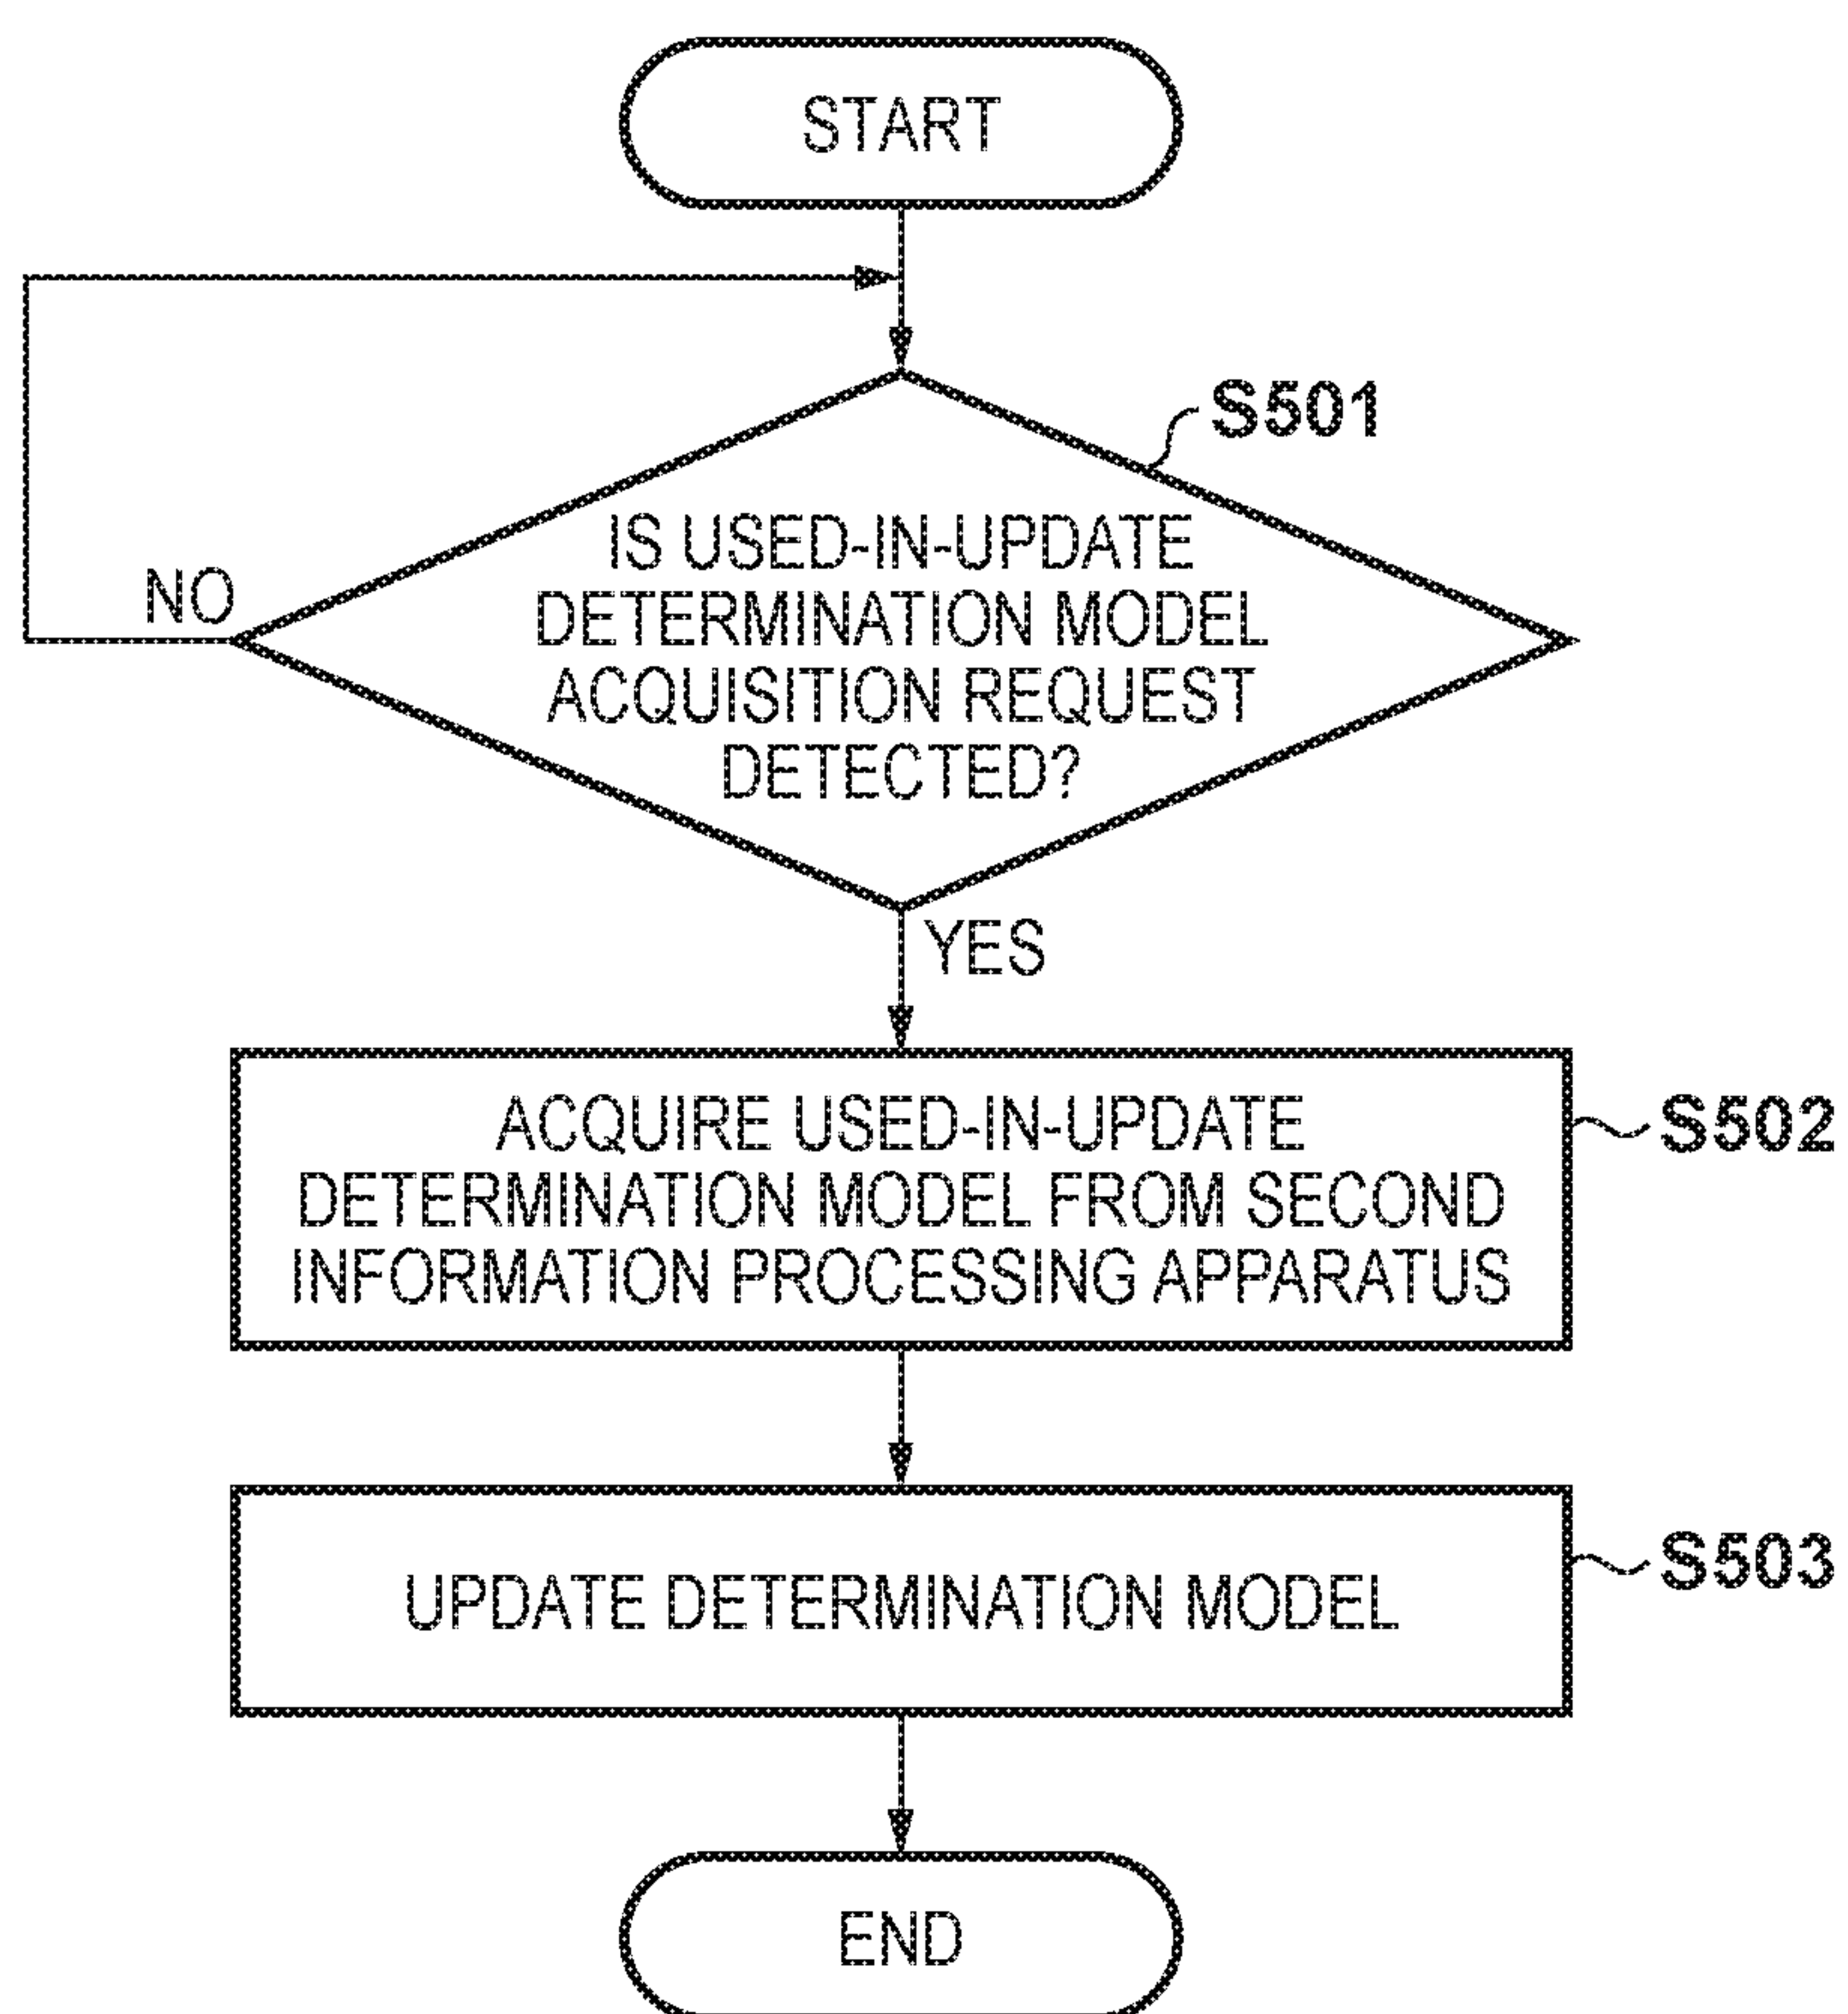 START
S501
IS USED-IN-UPDATE
DETERMINATION MODEL
ACQUISITION REQUEST
DETECTED?
NO
YES
ACQUIRE USED-IN-UPDATE
DETERMINATION MODEL FROM SECOND
INFORMATION PROCESSING APPARATUS
S502
UPDATE DETERMINATION MODEL
S503
END